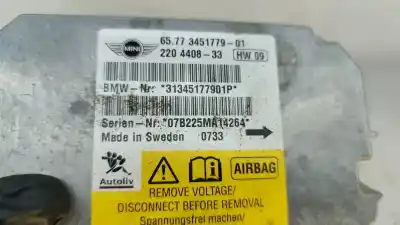 MINI
65.77 3451779-01
220 4408-33 HW 09
BMW-Nr: *31345177901P*
Serien-Nr: *07B225MA14264*
Made in Sweden 0733
Autoliv
AIRBAG
REMOVE VOLTAGE/
DISCONNECT BEFORE REMOVAL
Spannungsfrei machen/